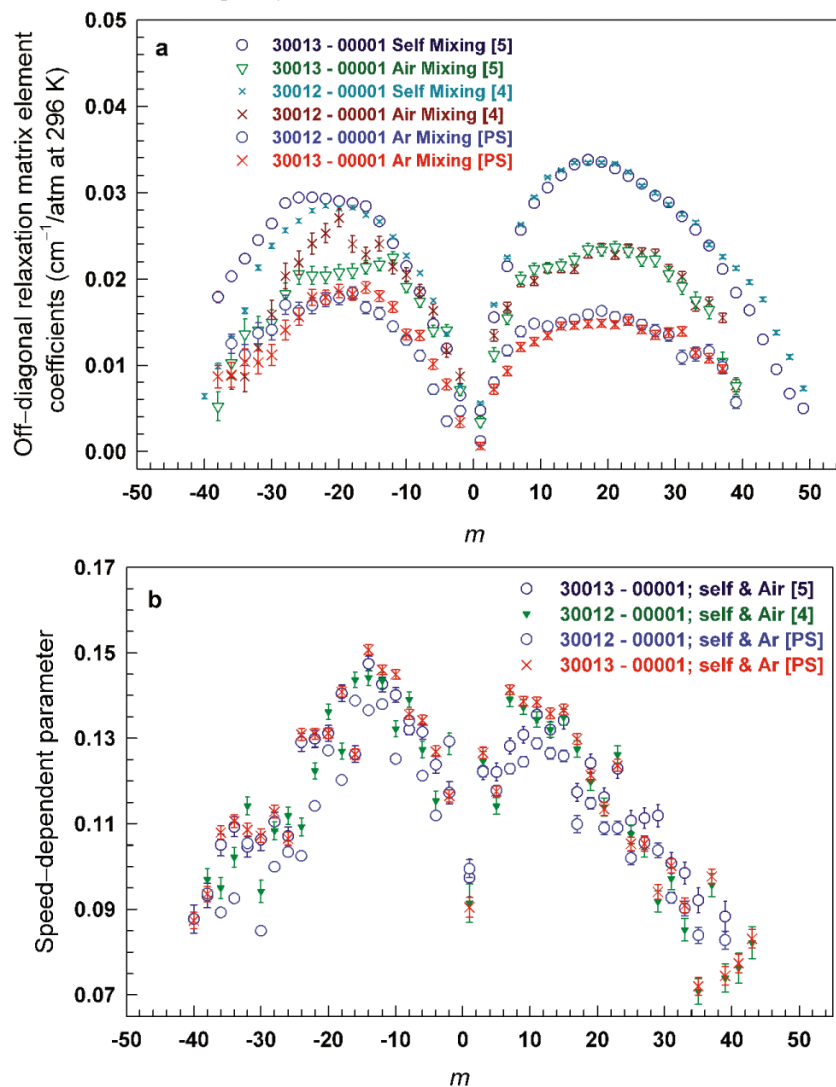 a
30013 - 00001 Self Mixing [5]
30013 - 00001 Air Mixing [5]
30012 - 00001 Self Mixing [4]
30012 - 00001 Air Mixing [4]
30012 - 00001 Ar Mixing [PS]
30013 - 00001 Ar Mixing [PS]
Off-diagonal relaxation matrix element
coefficients (cm⁻¹/atm at 296 K)
0.05
0.04
0.03
0.02
0.01
0.00
-50 -40 -30 -20 -10 0 10 20 30 40 50
m
b
30013 - 00001; self & Air [5]
30012 - 00001; self & Air [4]
30012 - 00001; self & Ar [PS]
30013 - 00001; self & Ar [PS]
Speed-dependent parameter
0.17
0.15
0.13
0.11
0.09
0.07
-50 -40 -30 -20 -10 0 10 20 30 40 50
m